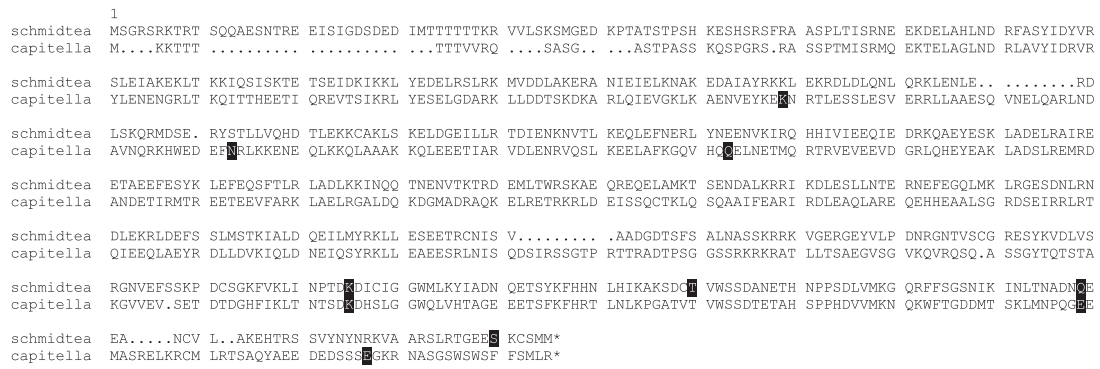 1
schmidtea MSGRSRKTRT SQQAESNTRE EISIGDSDED IMTTTTTTKR VVLSKSMGED KPTATSTPSH KESHSRSFRA ASPLTISRNE EKDELAHLND RFASYIDYVR
capitella M....KKTTT .......... .......... ....TTTVVRQ .....SASG. ...ASTPASS KQSPGRS.RA SSPTMISRMQ EKTELAGLND RLAVYIDRVR
schmidtea SLEIAKEKLT KKIQSISKTE TSEIDKIKKL YEDELRSLRK MVDDLAKERA NIEIELKNAK EDAIAYRKKL EKRDLDLQNL QRKLENLE.. ........RD
capitella YLENENGRLT KQITTHEETI QREVTSIKRL YESELGDARK LLDDTSKDKA RLQIEVGKLK AENVEYKEKN RTLESSLESV ERRLLAAESQ VNELQARLND
schmidtea LSKQRMDSE. RYSTLLVQHD TLEKKCAKLS KELDGEILLR TDIENKNVTL KEQLEFNERL YNEENVKIRQ HHIVIEEQIE DRKQAEYESK LADELRAIRE
capitella AVNQRKHWED EFNRLKKENE QLKKQLAAAK KQLEEETIAR VDLENRVQSL KEELAFKGQV HQQELNETMQ RTRVEVEEVD GRLQHEYEAK LADSLREMRD
schmidtea ETAEEFESYK LEFEQSFTLR LADLKKINQQ TNENVTKTRD EMLTWRSKAE QREQELAMKT SENDALKRRI KDLESLLNTE RNEFEGQLMK LRGESDNLRN
capitella ANDETIRMTR EETEEVFARK LAELRGALDQ KDGMADRAQK ELRETRKRLD EISSQCTKLQ SQAAIFEARI RDLEAQLARE QEHHEAALSG RDSEIRRLRT
schmidtea DLEKRLDEFS SLMSTKIALD QEILMYRKLL ESEETRCNIS V......... .AADGDTSFS ALNASSKRRK VGERGEYVLP DNRGNTVSCG RESYKVDLVS
capitella QIEEQLAEYR DLLDVKIQLD NEIQSYRKLL EEAEESRLNIS QDSIRSSGTP RTTRADTPSG GSSRKRKRAT LLTSAEGVSG VKQVRQSQ.A SSGYTQTSTA
schmidtea RGNVEFSSKP DCSGKFVKLI NPTDKDICIG GWMLKYIADN QETSYKFHHN LHIKAKSDCT VWSSDANETH NPPSDLVMKG QRFFSGSNIK INLTNADNQE
capitella KGVVEV.SET DTDGHFIKLT NTSDKDHSLG GWQLVHTAGE EETSFKFHRT LNLKPGATVT VWSSDTETAH SPPHDVVMKN QKWFTGDDMT SKLMNPQGEE
schmidtea EA.....NCV L..AKEHTRS SVYNYNRKVA ARSLRTGEES KCSMM*
capitella MASRELKRCM LRTSAQYAEE DEDSSSEGKR NASGSWSWSF FSMLR*